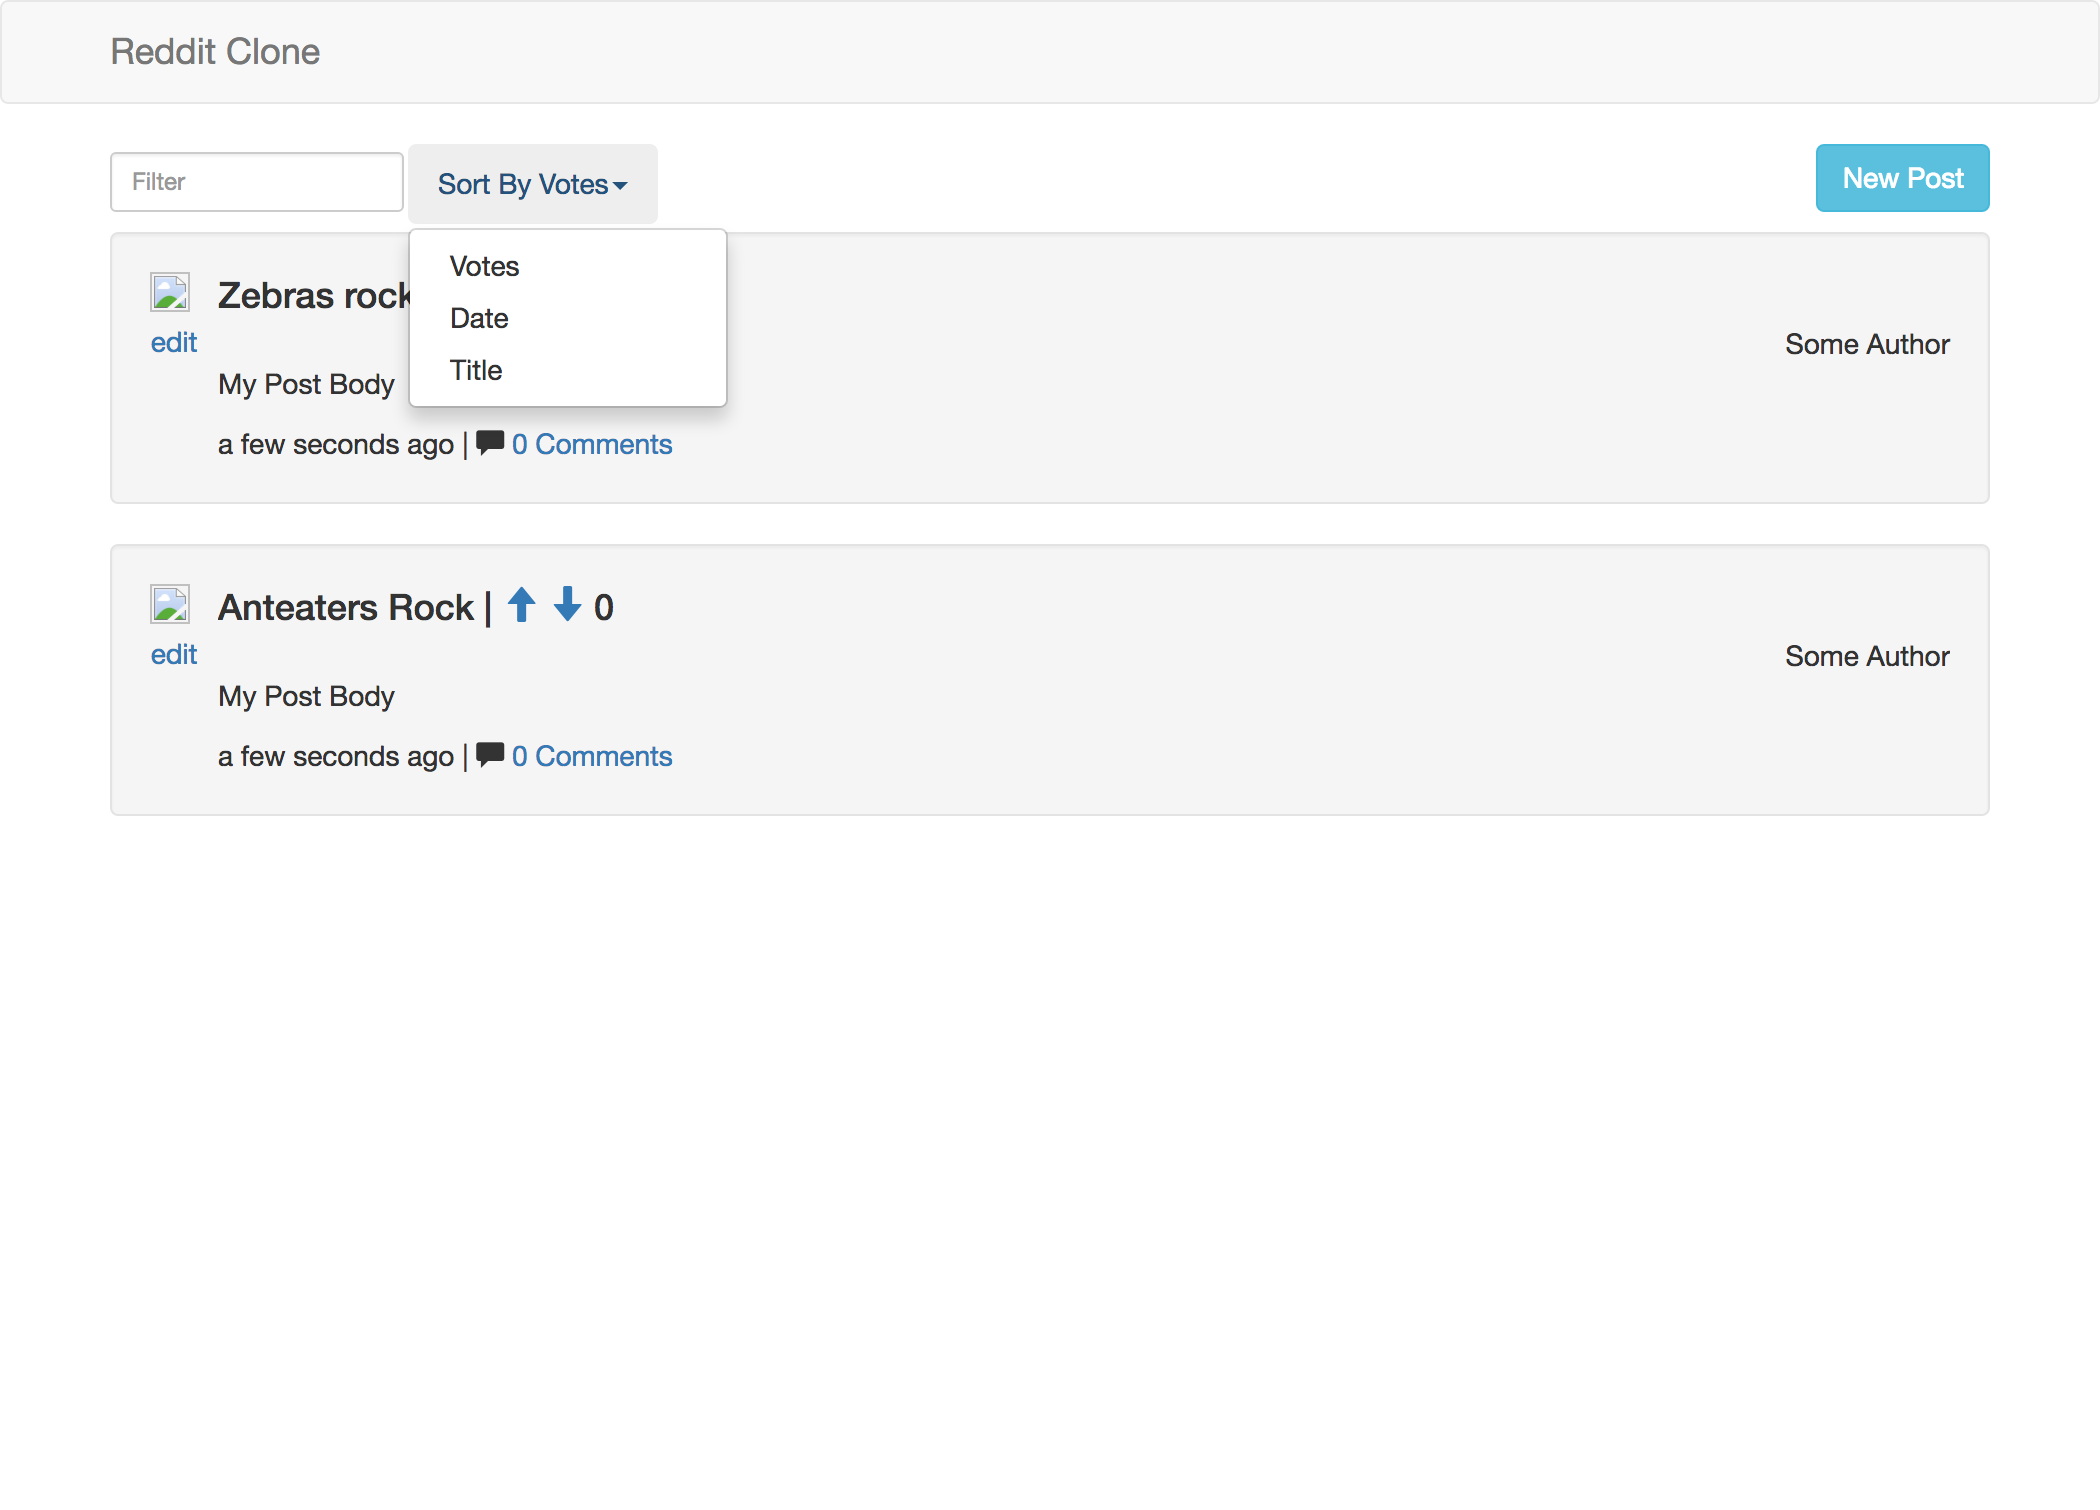 Reddit Clone
Filter
Sort By Votes
New Post
Votes
Date
Title
Zebras rock
edit
Some Author
My Post Body
a few seconds ago | 0 Comments
Anteaters Rock | 0
edit
Some Author
My Post Body
a few seconds ago | 0 Comments